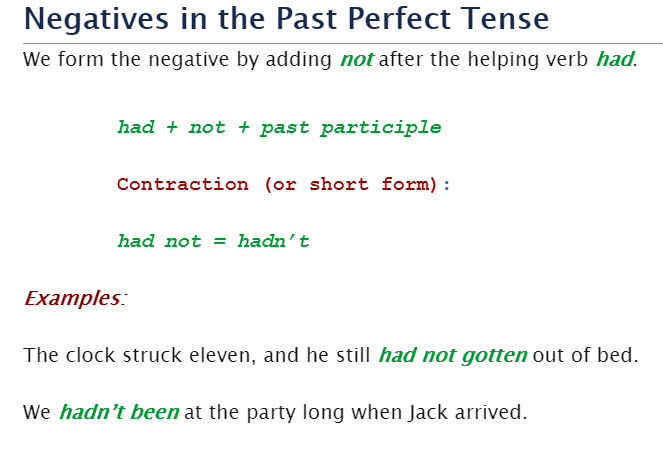 Negatives in the Past Perfect Tense
We form the negative by adding not after the helping verb had.
had + not + past participle
Contraction (or short form):
had not = hadn’t
Examples:
The clock struck eleven, and he still had not gotten out of bed.
We hadn’t been at the party long when Jack arrived.